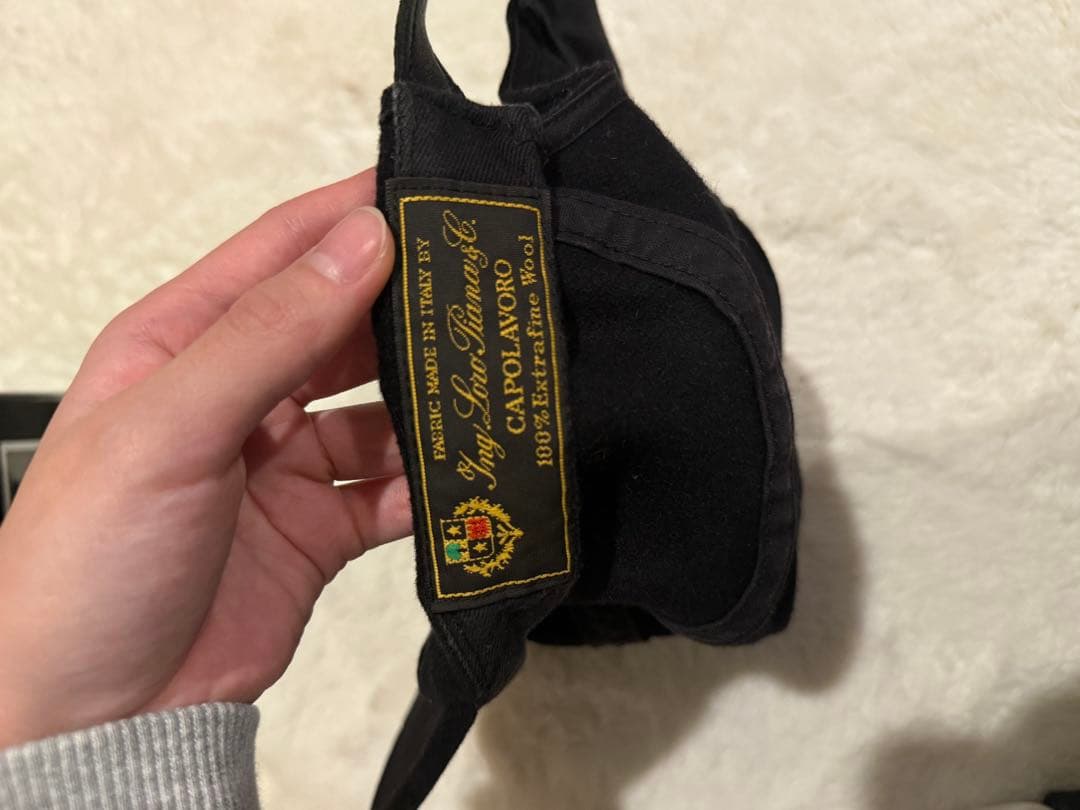 FABRIC MADE IN ITALY BY
Ing. Loro Piana & C.
CAPOLAVORO
100% Extrafine Wool